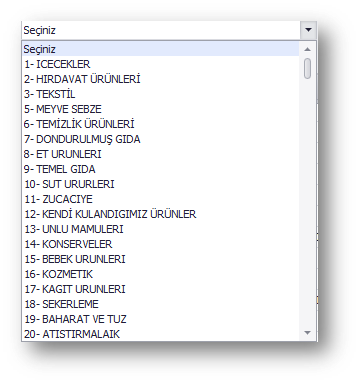 Seçiniz
Seçiniz
1- ICECEKLER
2- HIRDAVAT ÜRÜNLERİ
3- TEKSTİL
5- MEYVE SEBZE
6- TEMİZLİK ÜRÜNLERİ
7- DONDURULMUŞ GIDA
8- ET URUNLERI
9- TEMEL GIDA
10- SUT URURLERI
11- ZUCACIYE
12- KENDİ KULANDIGIMIZ ÜRÜNLER
13- UNLU MAMULERI
14- KONSERVELER
15- BEBEK URUNLERI
16- KOZMETIK
17- KAGIT URUNLERI
18- SEKERLEME
19- BAHARAT VE TUZ
20- ATISTIRMALAIK